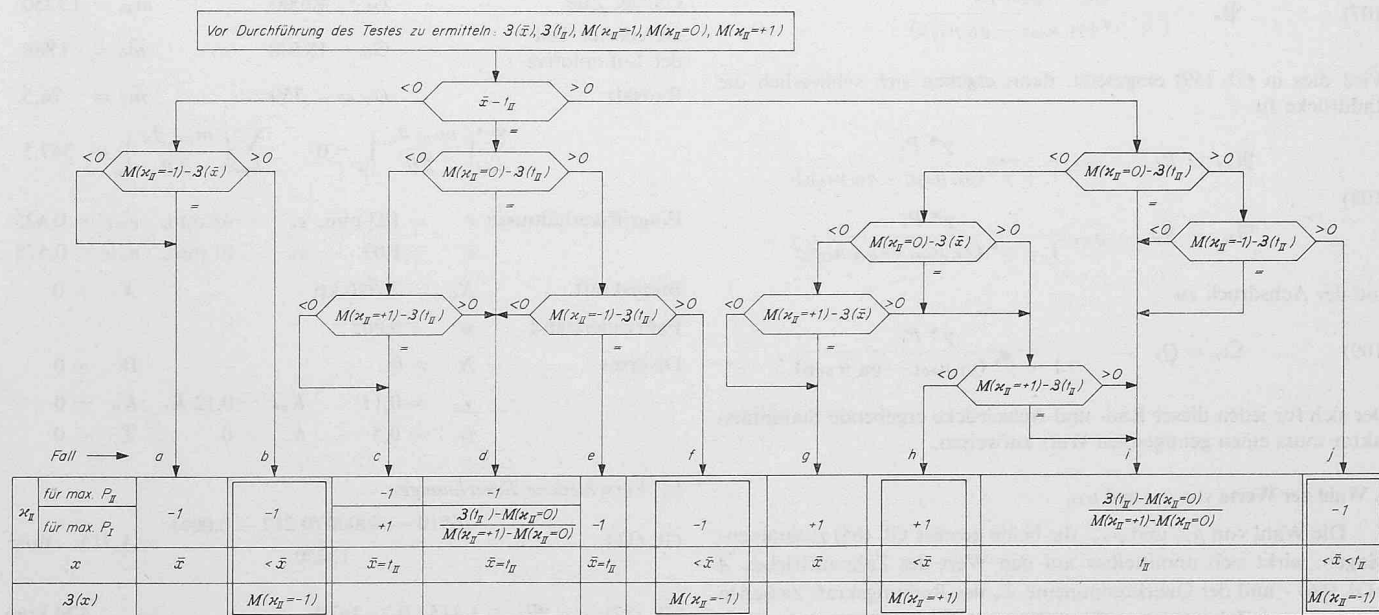 Vor Durchführung des Testes zu ermitteln: ℨ(x̄), ℨ(t_II), M(ϰ_II=-1), M(ϰ_II=0), M(ϰ_II=+1)
<0 x̄ - t_II >0
=
<0 M(ϰ_II=-1)-ℨ(x̄) >0
=
<0 M(ϰ_II=0)-ℨ(t_II) >0
=
<0 M(ϰ_II=0)-ℨ(t_II) >0
=
<0 M(ϰ_II=0)-ℨ(x̄) >0
=
<0 M(ϰ_II=-1)-ℨ(t_II) >0
=
<0 M(ϰ_II=+1)-ℨ(t_II) >0
=
<0 M(ϰ_II=-1)-ℨ(t_II) >0
=
<0 M(ϰ_II=+1)-ℨ(x̄) >0
=
<0 M(ϰ_II=+1)-ℨ(t_II) >0
=
Fall a b c d e f g h i j
ϰ_II
für max. P_II -1 -1 -1 -1 -1 -1 +1 +1 (ℨ(t_II)-M(ϰ_II=0))/(M(ϰ_II=+1)-M(ϰ_II=0)) -1
für max. P_I +1 (ℨ(t_II)-M(ϰ_II=0))/(M(ϰ_II=+1)-M(ϰ_II=0))
x x̄ <x̄ x̄=t_II x̄=t_II x̄=t_II <x̄ x̄ <x̄ t_II <x̄-t_II
ℨ(x) M(ϰ_II=-1) M(ϰ_II=-1) M(ϰ_II=+1) M(ϰ_II=-1)